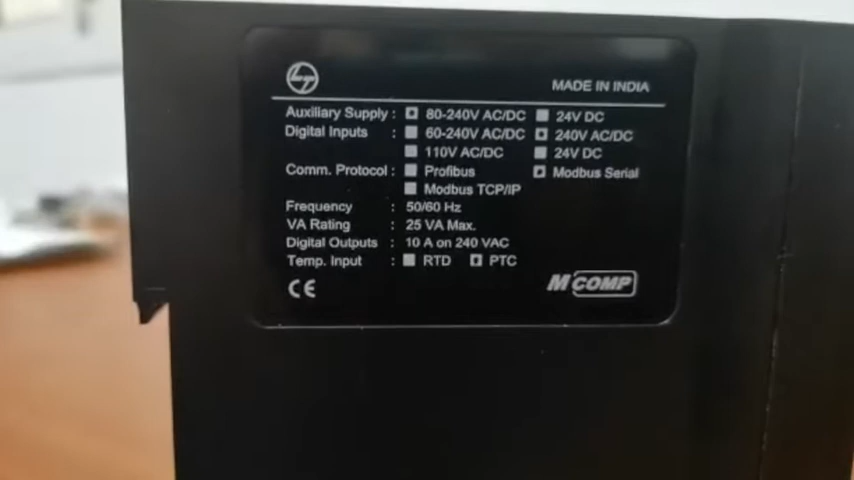 MADE IN INDIA
Auxiliary Supply : 80-240V AC/DC 24V DC
Digital Inputs : 60-240V AC/DC 240V AC/DC
110V AC/DC 24V DC
Comm. Protocol : Profibus Modbus Serial
Modbus TCP/IP
Frequency : 50/60 Hz
VA Rating : 25 VA Max.
Digital Outputs : 10 A on 240 VAC
Temp. Input : RTD PTC
CE MCOMP